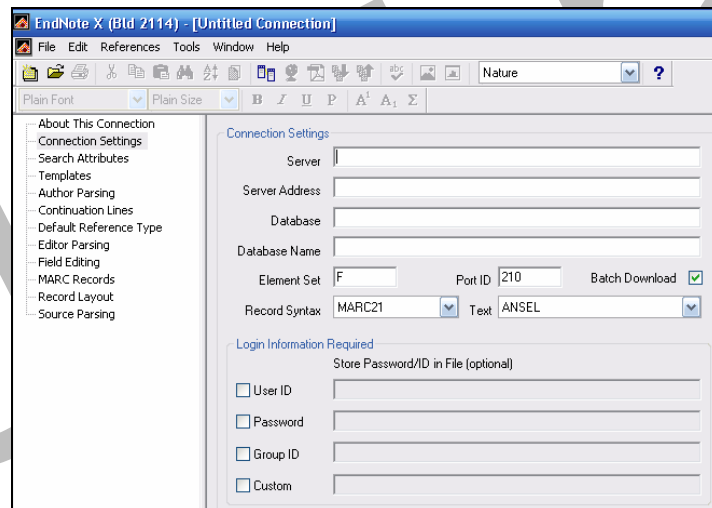 EndNote X (Bld 2114) - [Untitled Connection]
File Edit References Tools Window Help
Nature
Plain Font Plain Size B I U P A¹ A₁ Σ
About This Connection
Connection Settings
Search Attributes
Templates
Author Parsing
Continuation Lines
Default Reference Type
Editor Parsing
Field Editing
MARC Records
Record Layout
Source Parsing
Connection Settings
Server
Server Address
Database
Database Name
Element Set F Port ID 210 Batch Download
Record Syntax MARC21 Text ANSEL
Login Information Required
Store Password/ID in File (optional)
User ID
Password
Group ID
Custom